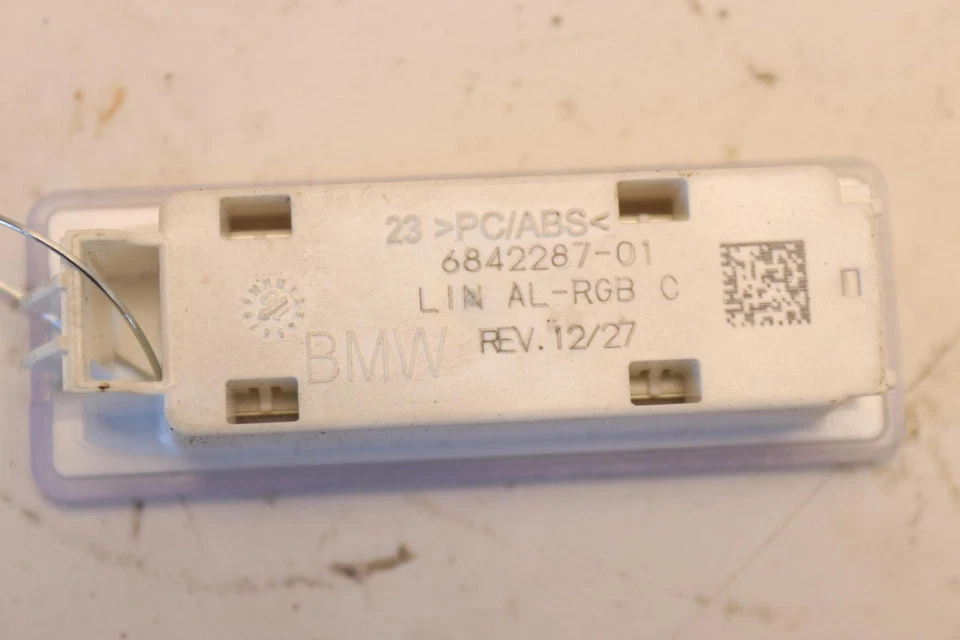 23 >PC/ABS<
6842287-01
LIN AL-RGB C
REV.12/27
BMW